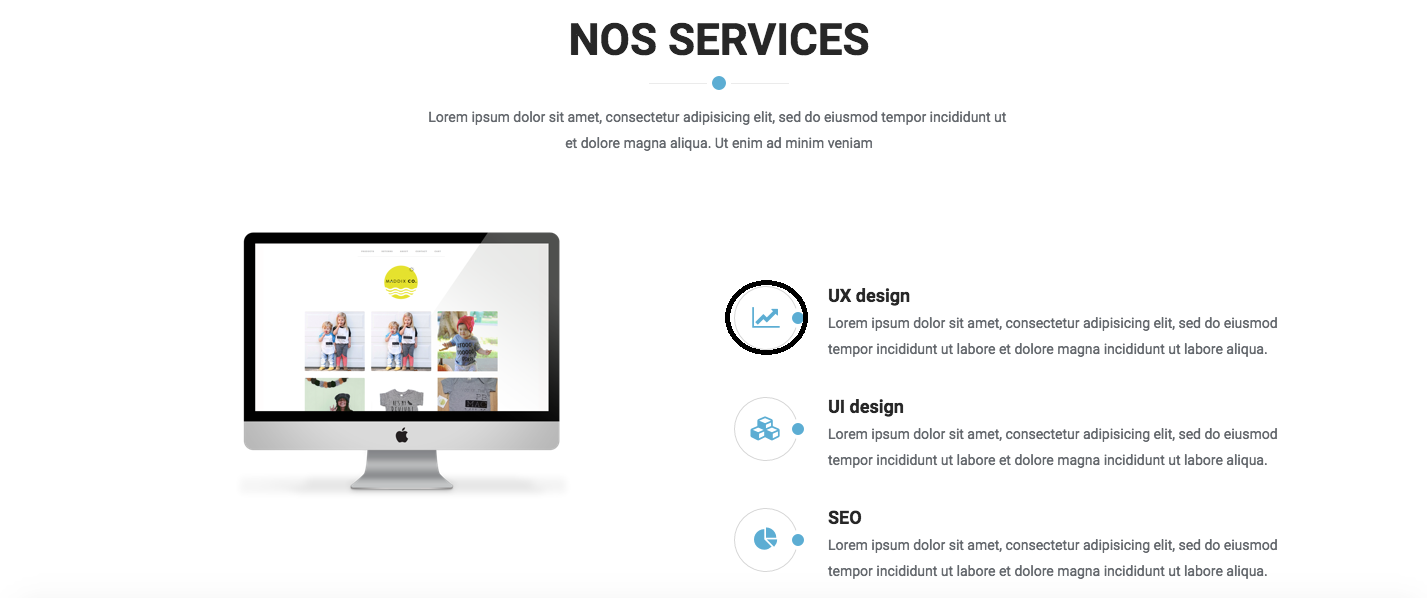 NOS SERVICES
Lorem ipsum dolor sit amet, consectetur adipisicing elit, sed do eiusmod tempor incididunt ut
et dolore magna aliqua. Ut enim ad minim veniam
MADDIE CO.
UX design
Lorem ipsum dolor sit amet, consectetur adipisicing elit, sed do eiusmod
tempor incididunt ut labore et dolore magna incididunt ut labore aliqua.
UI design
Lorem ipsum dolor sit amet, consectetur adipisicing elit, sed do eiusmod
tempor incididunt ut labore et dolore magna incididunt ut labore aliqua.
SEO
Lorem ipsum dolor sit amet, consectetur adipisicing elit, sed do eiusmod
tempor incididunt ut labore et dolore magna incididunt ut labore aliqua.